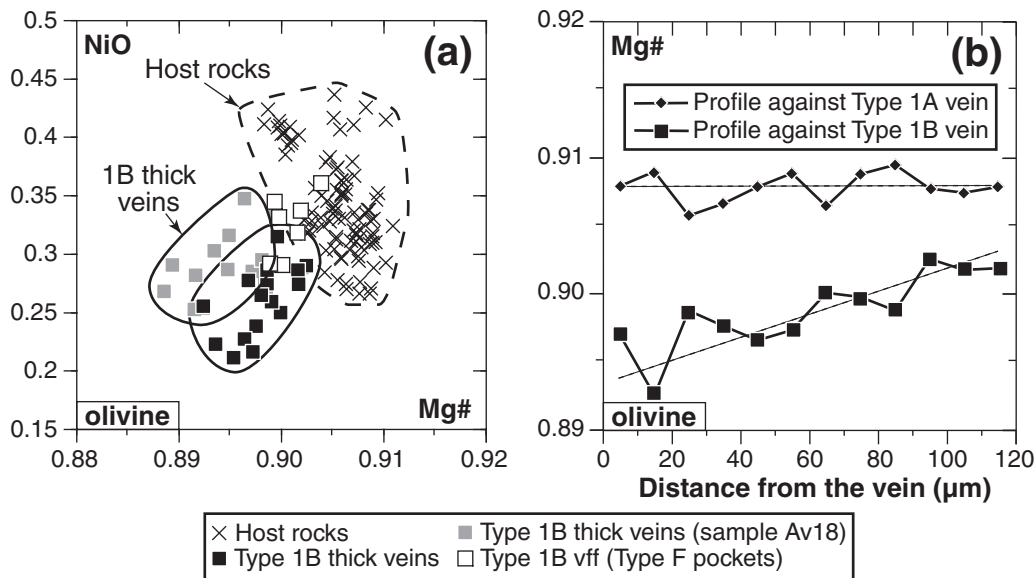 0.5
0.45
0.4
0.35
0.3
0.25
0.2
0.15
NiO
(a)
Host rocks
1B thick
veins
olivine
Mg#
0.88
0.89
0.90
0.91
0.92
0.92
0.91
0.90
0.89
Mg#
(b)
Profile against Type 1A vein
Profile against Type 1B vein
olivine
0
20
40
60
80
100
120
Distance from the vein (µm)
Host rocks
Type 1B thick veins (sample Av18)
Type 1B thick veins
Type 1B vff (Type F pockets)